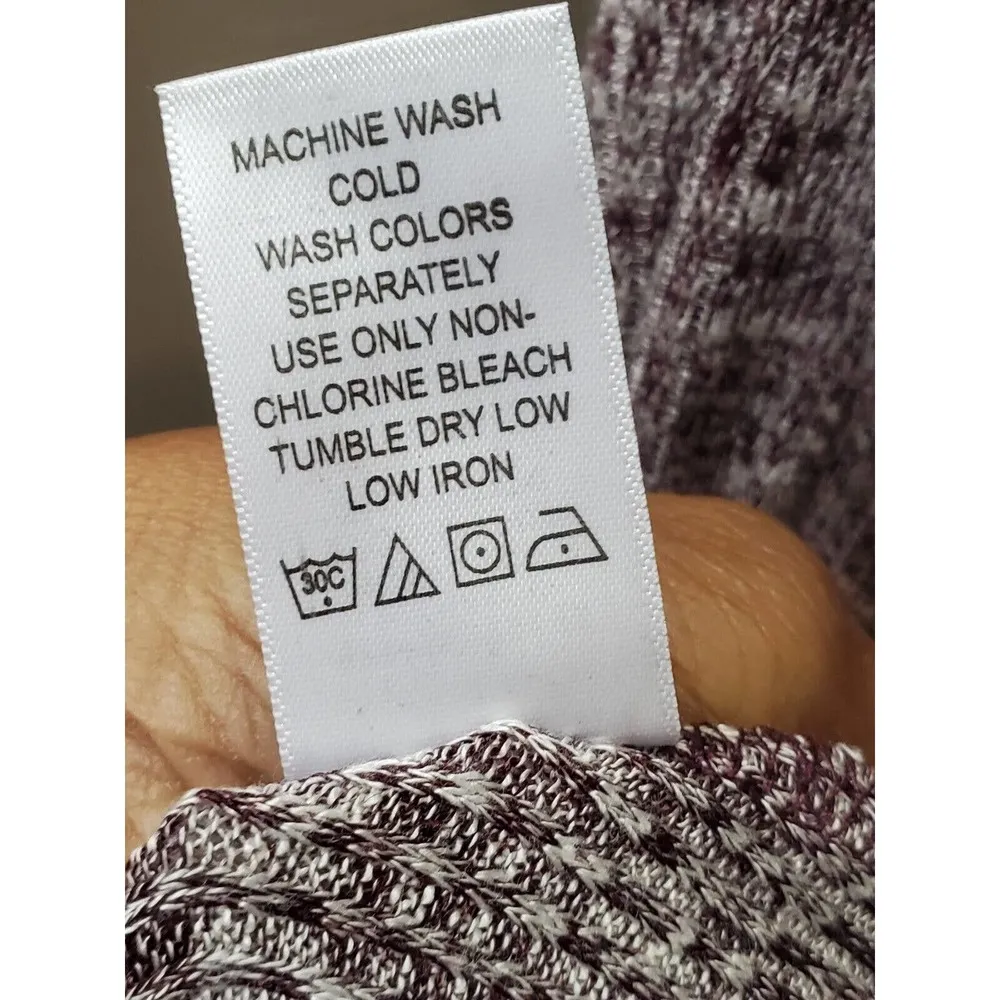 MACHINE WASH
COLD
WASH COLORS
SEPARATELY
USE ONLY NON-
CHLORINE BLEACH
TUMBLE DRY LOW
LOW IRON
30C